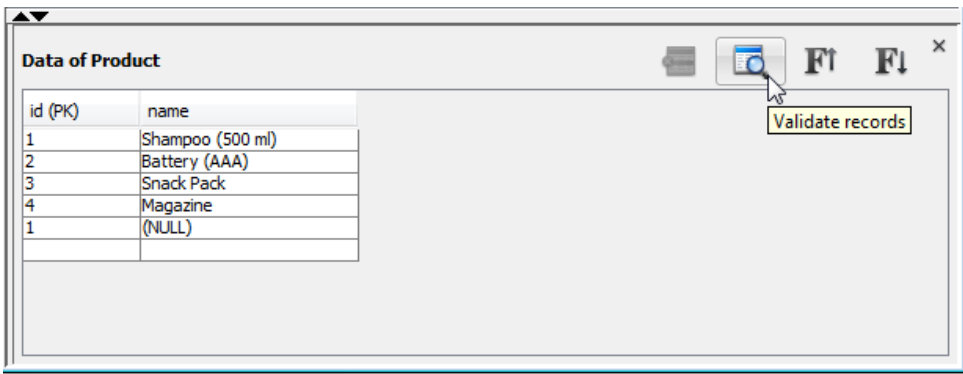 Data of Product
F↑ F↓ ×
Validate records
id (PK) name
1 Shampoo (500 ml)
2 Battery (AAA)
3 Snack Pack
4 Magazine
1 (NULL)